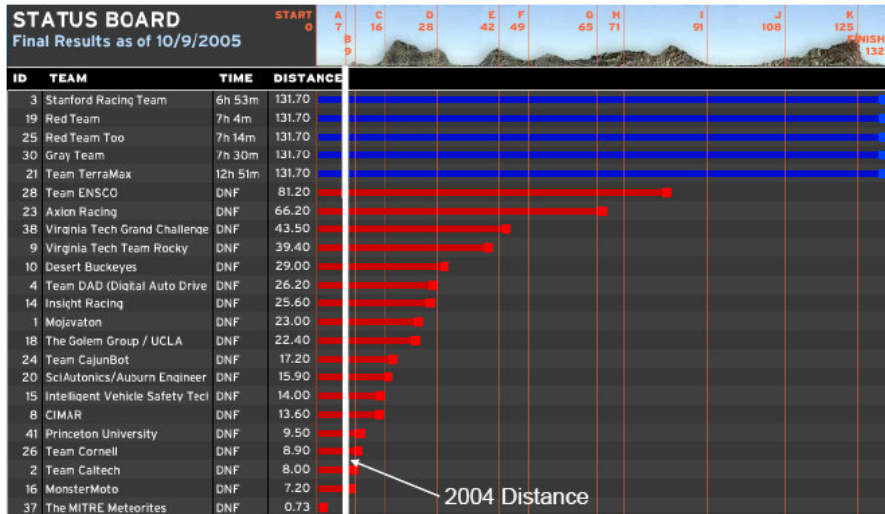 STATUS BOARD
Final Results as of 10/9/2005
START A C D E F G H I J K
0 7 16 28 42 49 65 71 91 108 125
B FINISH
9 132
ID TEAM TIME DISTANCE
3 Stanford Racing Team 6h 53m 131.70
19 Red Team 7h 4m 131.70
25 Red Team Too 7h 14m 131.70
30 Gray Team 7h 30m 131.70
21 Team TerraMax 12h 51m 131.70
28 Team ENSCO DNF 81.20
23 Axion Racing DNF 66.20
38 Virginia Tech Grand Challenge DNF 43.50
9 Virginia Tech Team Rocky DNF 39.40
10 Desert Buckeyes DNF 29.00
4 Team DAD (Digital Auto Drive DNF 26.20
14 Insight Racing DNF 25.60
1 Mojavaton DNF 23.00
18 The Golem Group / UCLA DNF 22.40
24 Team CajunBot DNF 17.20
20 SciAutonics/Auburn Engineer DNF 15.90
15 Intelligent Vehicle Safety Tecl DNF 14.00
8 CIMAR DNF 13.60
41 Princeton University DNF 9.50
26 Team Cornell DNF 8.90
2 Team Caltech DNF 8.00
16 MonsterMoto DNF 7.20
37 The MITRE Meteorites DNF 0.73
2004 Distance